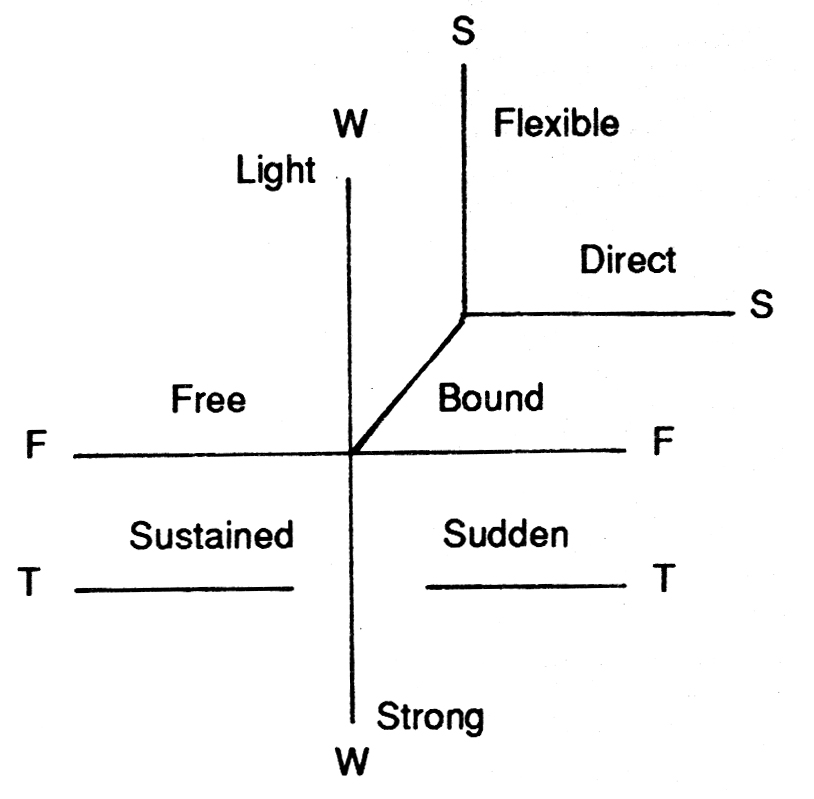 S
W
Flexible
Light
Direct
S
Free
Bound
F
F
Sustained
Sudden
T
T
Strong
W